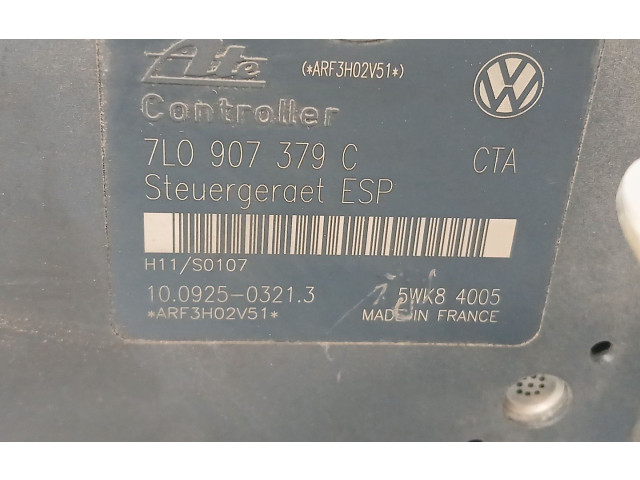 Ate (*ARF3H02V51*)
Controller
7L0 907 379 C CTA
Steuergeraet ESP
H11/S0107
10.0925-0321.3 5WK8 4005
*ARF3H02V51* MADE IN FRANCE